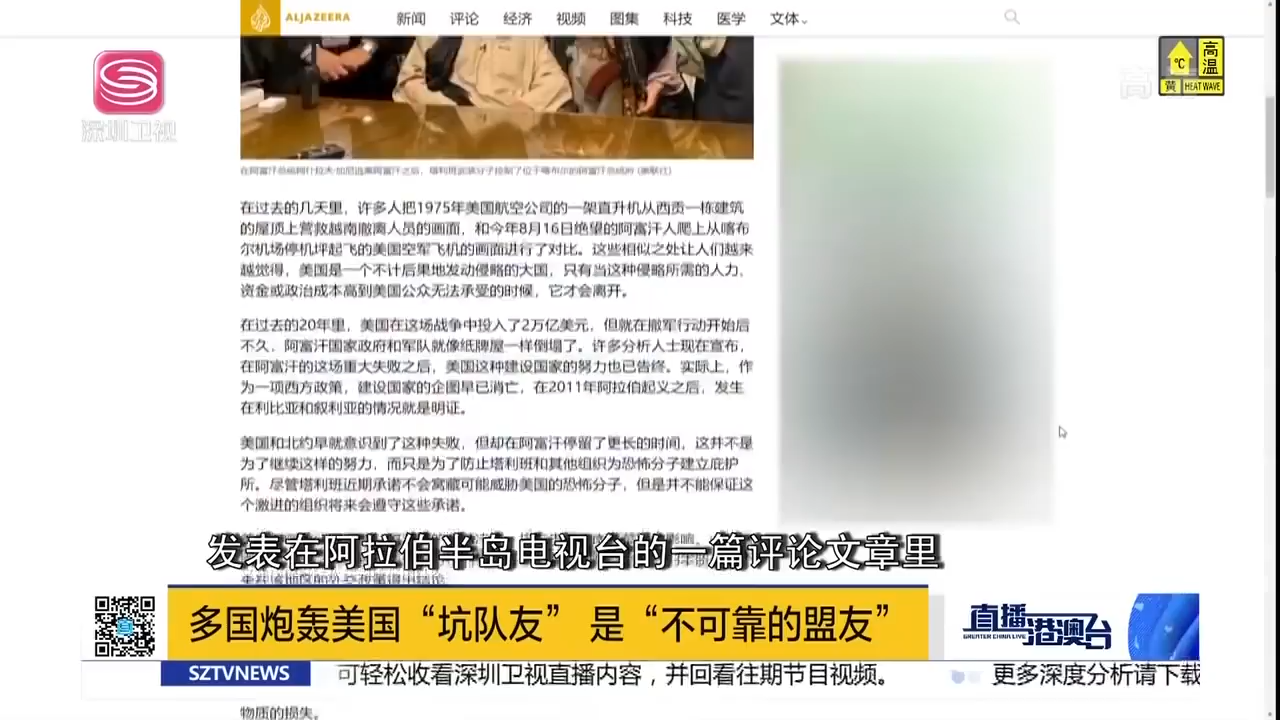 ALJAZEERA
新闻 评论 经济 视频 图集 科技 医学 文体
深圳卫视
高
℃ 高温
黄 HEAT WAVE
在过去的几天里，许多人把1975年美国航空公司的一架直升机从西贡一栋建筑
的屋顶上营救越南撤离人员的画面，和今年8月16日绝望的阿富汗人爬上从喀布
尔机场停机坪起飞的美国空军飞机的画面进行了对比。这些相似之处让人们越来
越觉得，美国是一个不计后果地发动侵略的大国，只有当这种侵略所需的人力、
资金或政治成本高到美国公众无法承受的时候，它才会离开。
在过去的20年里，美国在这场战争中投入了2万亿美元，但就在撤军行动开始后
不久，阿富汗国家政府和军队就像纸牌屋一样倒塌了。许多分析人士现在宣布，
在阿富汗的这场重大失败之后，美国这种建设国家的努力也已告终。实际上，作
为一项西方政策，建设国家的企图早已消亡，在2011年阿拉伯起义之后，发生
在利比亚和叙利亚的情况就是明证。
美国和北约早就意识到了这种失败，但却在阿富汗停留了更长的时间，这并不是
为了继续这样的努力，而只是为了防止塔利班和其他组织为恐怖分子建立庇护
所。尽管塔利班近期承诺不会窝藏可能威胁美国的恐怖分子，但是并不能保证这
个激进的组织将来会遵守这些承诺。
发表在阿拉伯半岛电视台的一篇评论文章里
多国炮轰美国“坑队友” 是“不可靠的盟友”
直播港澳台
GREATER CHINA LIVE
SZTVNEWS 可轻松收看深圳卫视直播内容，并回看往期节目视频。 更多深度分析请下载
物质的损失。